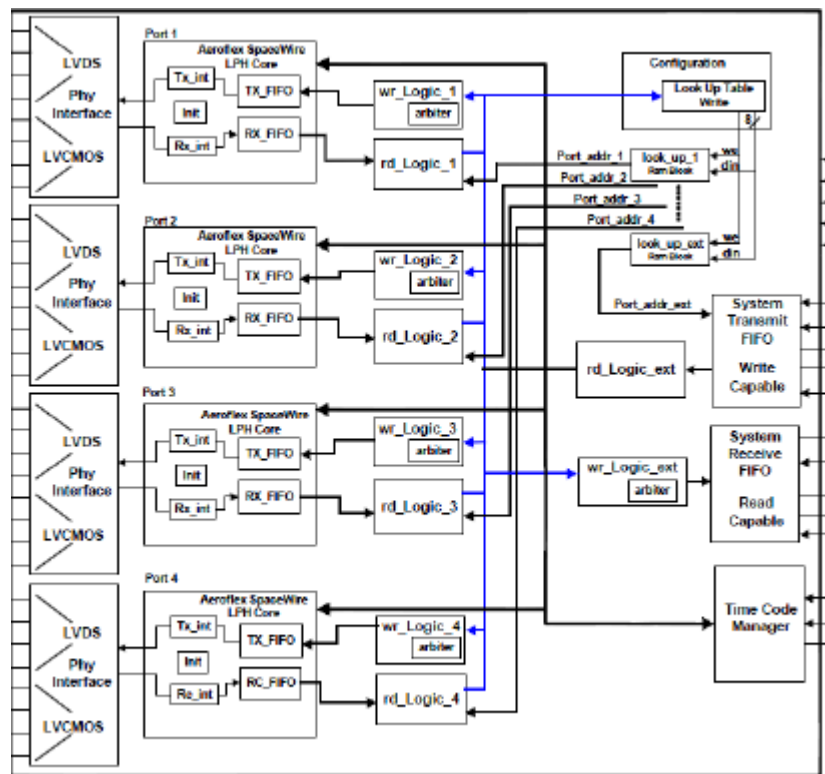 Port 1
Aeroflex SpaceWire
LPH Core
LVDS
Phy
Interface
LVCMOS
Tx_int
TX_FIFO
Init
Rx_int
RX_FIFO
wr_Logic_1
arbiter
rd_Logic_1
Configuration
Look Up Table
Write
8
look_up_1
Ram Block
we
din
Port_addr_1
Port_addr_2
Port_addr_3
Port_addr_4
look_up_ext
Ram Block
we
din
Port_addr_ext
Port 2
Aeroflex SpaceWire
LPH Core
LVDS
Phy
Interface
LVCMOS
Tx_int
TX_FIFO
Init
Rx_int
RX_FIFO
wr_Logic_2
arbiter
rd_Logic_2
rd_Logic_ext
System
Transmit
FIFO
Write
Capable
Port 3
Aeroflex SpaceWire
LPH Core
LVDS
Phy
Interface
LVCMOS
Tx_int
TX_FIFO
Init
Rx_int
RX_FIFO
wr_Logic_3
arbiter
rd_Logic_3
wr_Logic_ext
arbiter
System
Receive
FIFO
Read
Capable
Port 4
Aeroflex SpaceWire
LPH Core
LVDS
Phy
Interface
LVCMOS
Tx_int
TX_FIFO
Init
Re_int
RC_FIFO
wr_Logic_4
arbiter
rd_Logic_4
Time Code
Manager